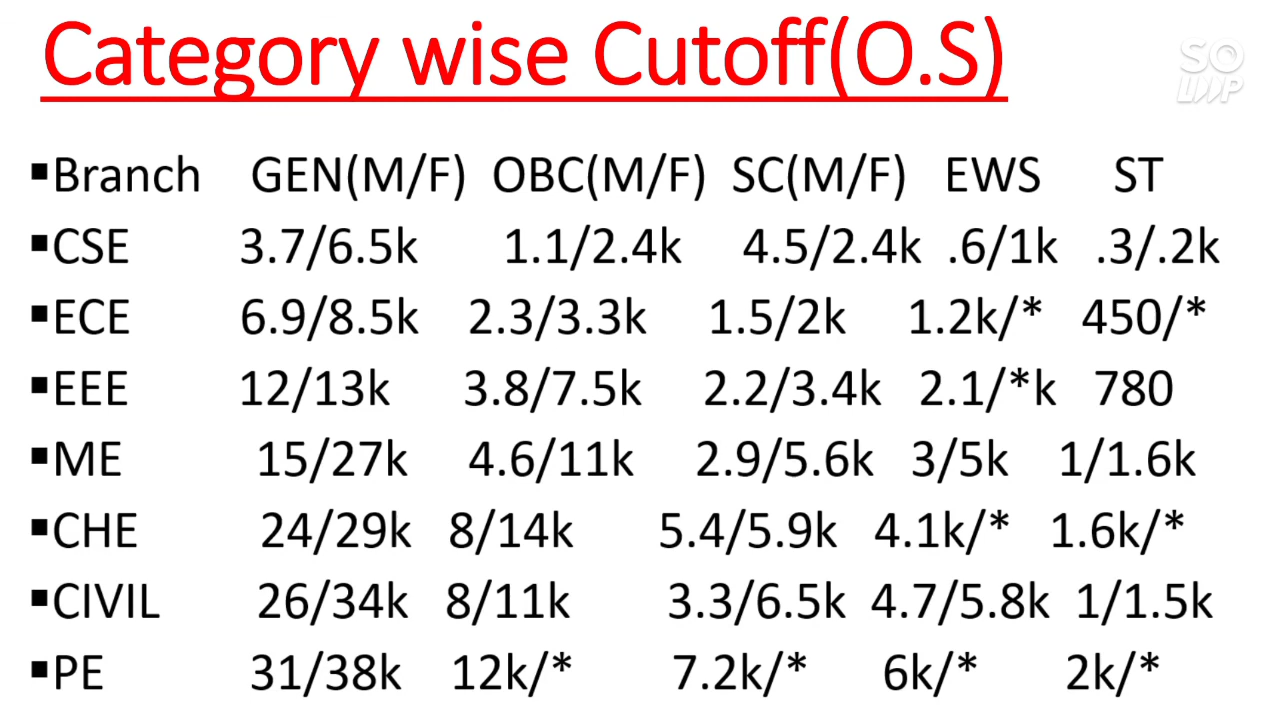 Category wise Cutoff(O.S)
SO
LOOP
▪Branch GEN(M/F) OBC(M/F) SC(M/F) EWS ST
▪CSE 3.7/6.5k 1.1/2.4k 4.5/2.4k .6/1k .3/.2k
▪ECE 6.9/8.5k 2.3/3.3k 1.5/2k 1.2k/* 450/*
▪EEE 12/13k 3.8/7.5k 2.2/3.4k 2.1/*k 780
▪ME 15/27k 4.6/11k 2.9/5.6k 3/5k 1/1.6k
▪CHE 24/29k 8/14k 5.4/5.9k 4.1k/* 1.6k/*
▪CIVIL 26/34k 8/11k 3.3/6.5k 4.7/5.8k 1/1.5k
▪PE 31/38k 12k/* 7.2k/* 6k/* 2k/*